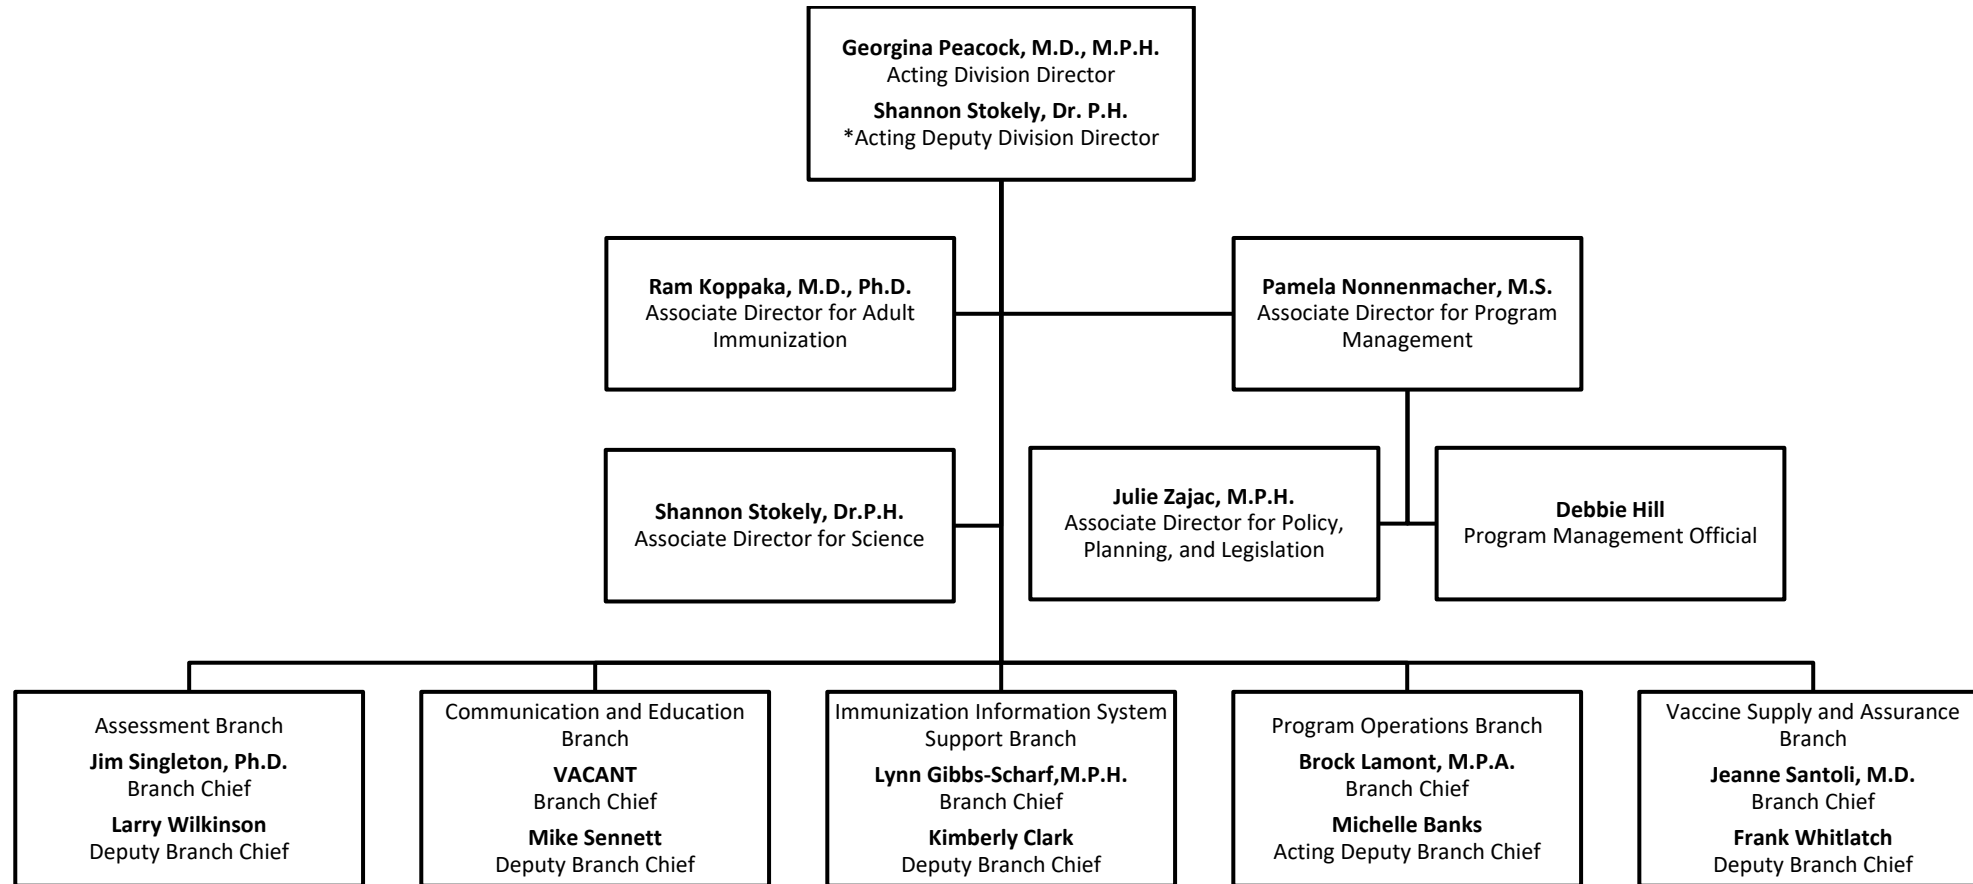 Georgina Peacock, M.D., M.P.H.
Acting Division Director
Shannon Stokely, Dr. P.H.
*Acting Deputy Division Director
Ram Koppaka, M.D., Ph.D.
Associate Director for Adult
Immunization
Pamela Nonnenmacher, M.S.
Associate Director for Program
Management
Shannon Stokely, Dr.P.H.
Associate Director for Science
Julie Zajac, M.P.H.
Associate Director for Policy,
Planning, and Legislation
Debbie Hill
Program Management Official
Assessment Branch
Jim Singleton, Ph.D.
Branch Chief
Larry Wilkinson
Deputy Branch Chief
Communication and Education
Branch
VACANT
Branch Chief
Mike Sennett
Deputy Branch Chief
Immunization Information System
Support Branch
Lynn Gibbs-Scharf,M.P.H.
Branch Chief
Kimberly Clark
Deputy Branch Chief
Program Operations Branch
Brock Lamont, M.P.A.
Branch Chief
Michelle Banks
Acting Deputy Branch Chief
Vaccine Supply and Assurance
Branch
Jeanne Santoli, M.D.
Branch Chief
Frank Whitlatch
Deputy Branch Chief